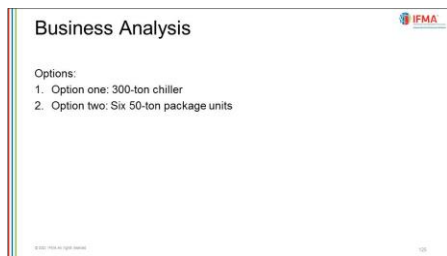 Business Analysis
IFMA
Options:
1. Option one: 300-ton chiller
2. Option two: Six 50-ton package units